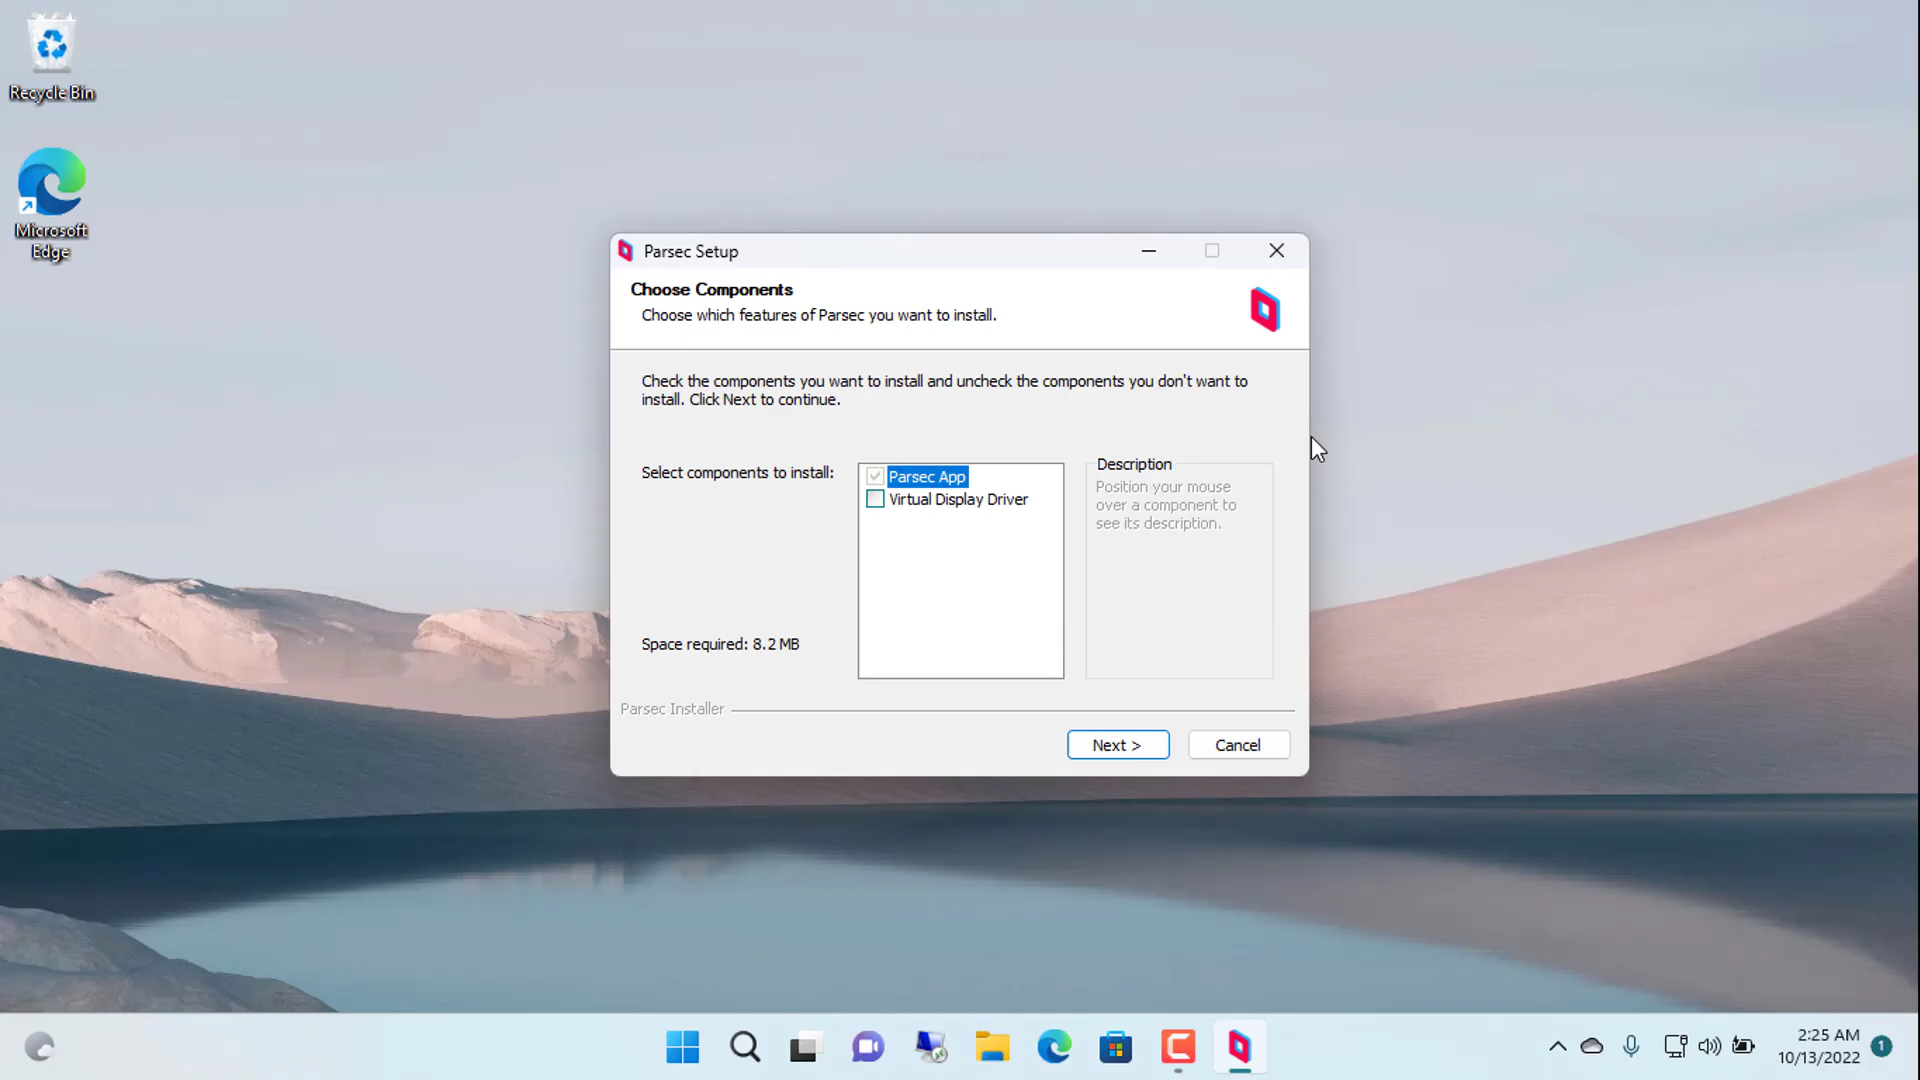 Recycle Bin
Microsoft
Edge
Parsec Setup
Choose Components
Choose which features of Parsec you want to install.
Check the components you want to install and uncheck the components you don't want to
install. Click Next to continue.
Select components to install:
Parsec App
Virtual Display Driver
Description
Position your mouse
over a component to
see its description.
Space required: 8.2 MB
Parsec Installer
Next >
Cancel
2:25 AM
10/13/2022
1